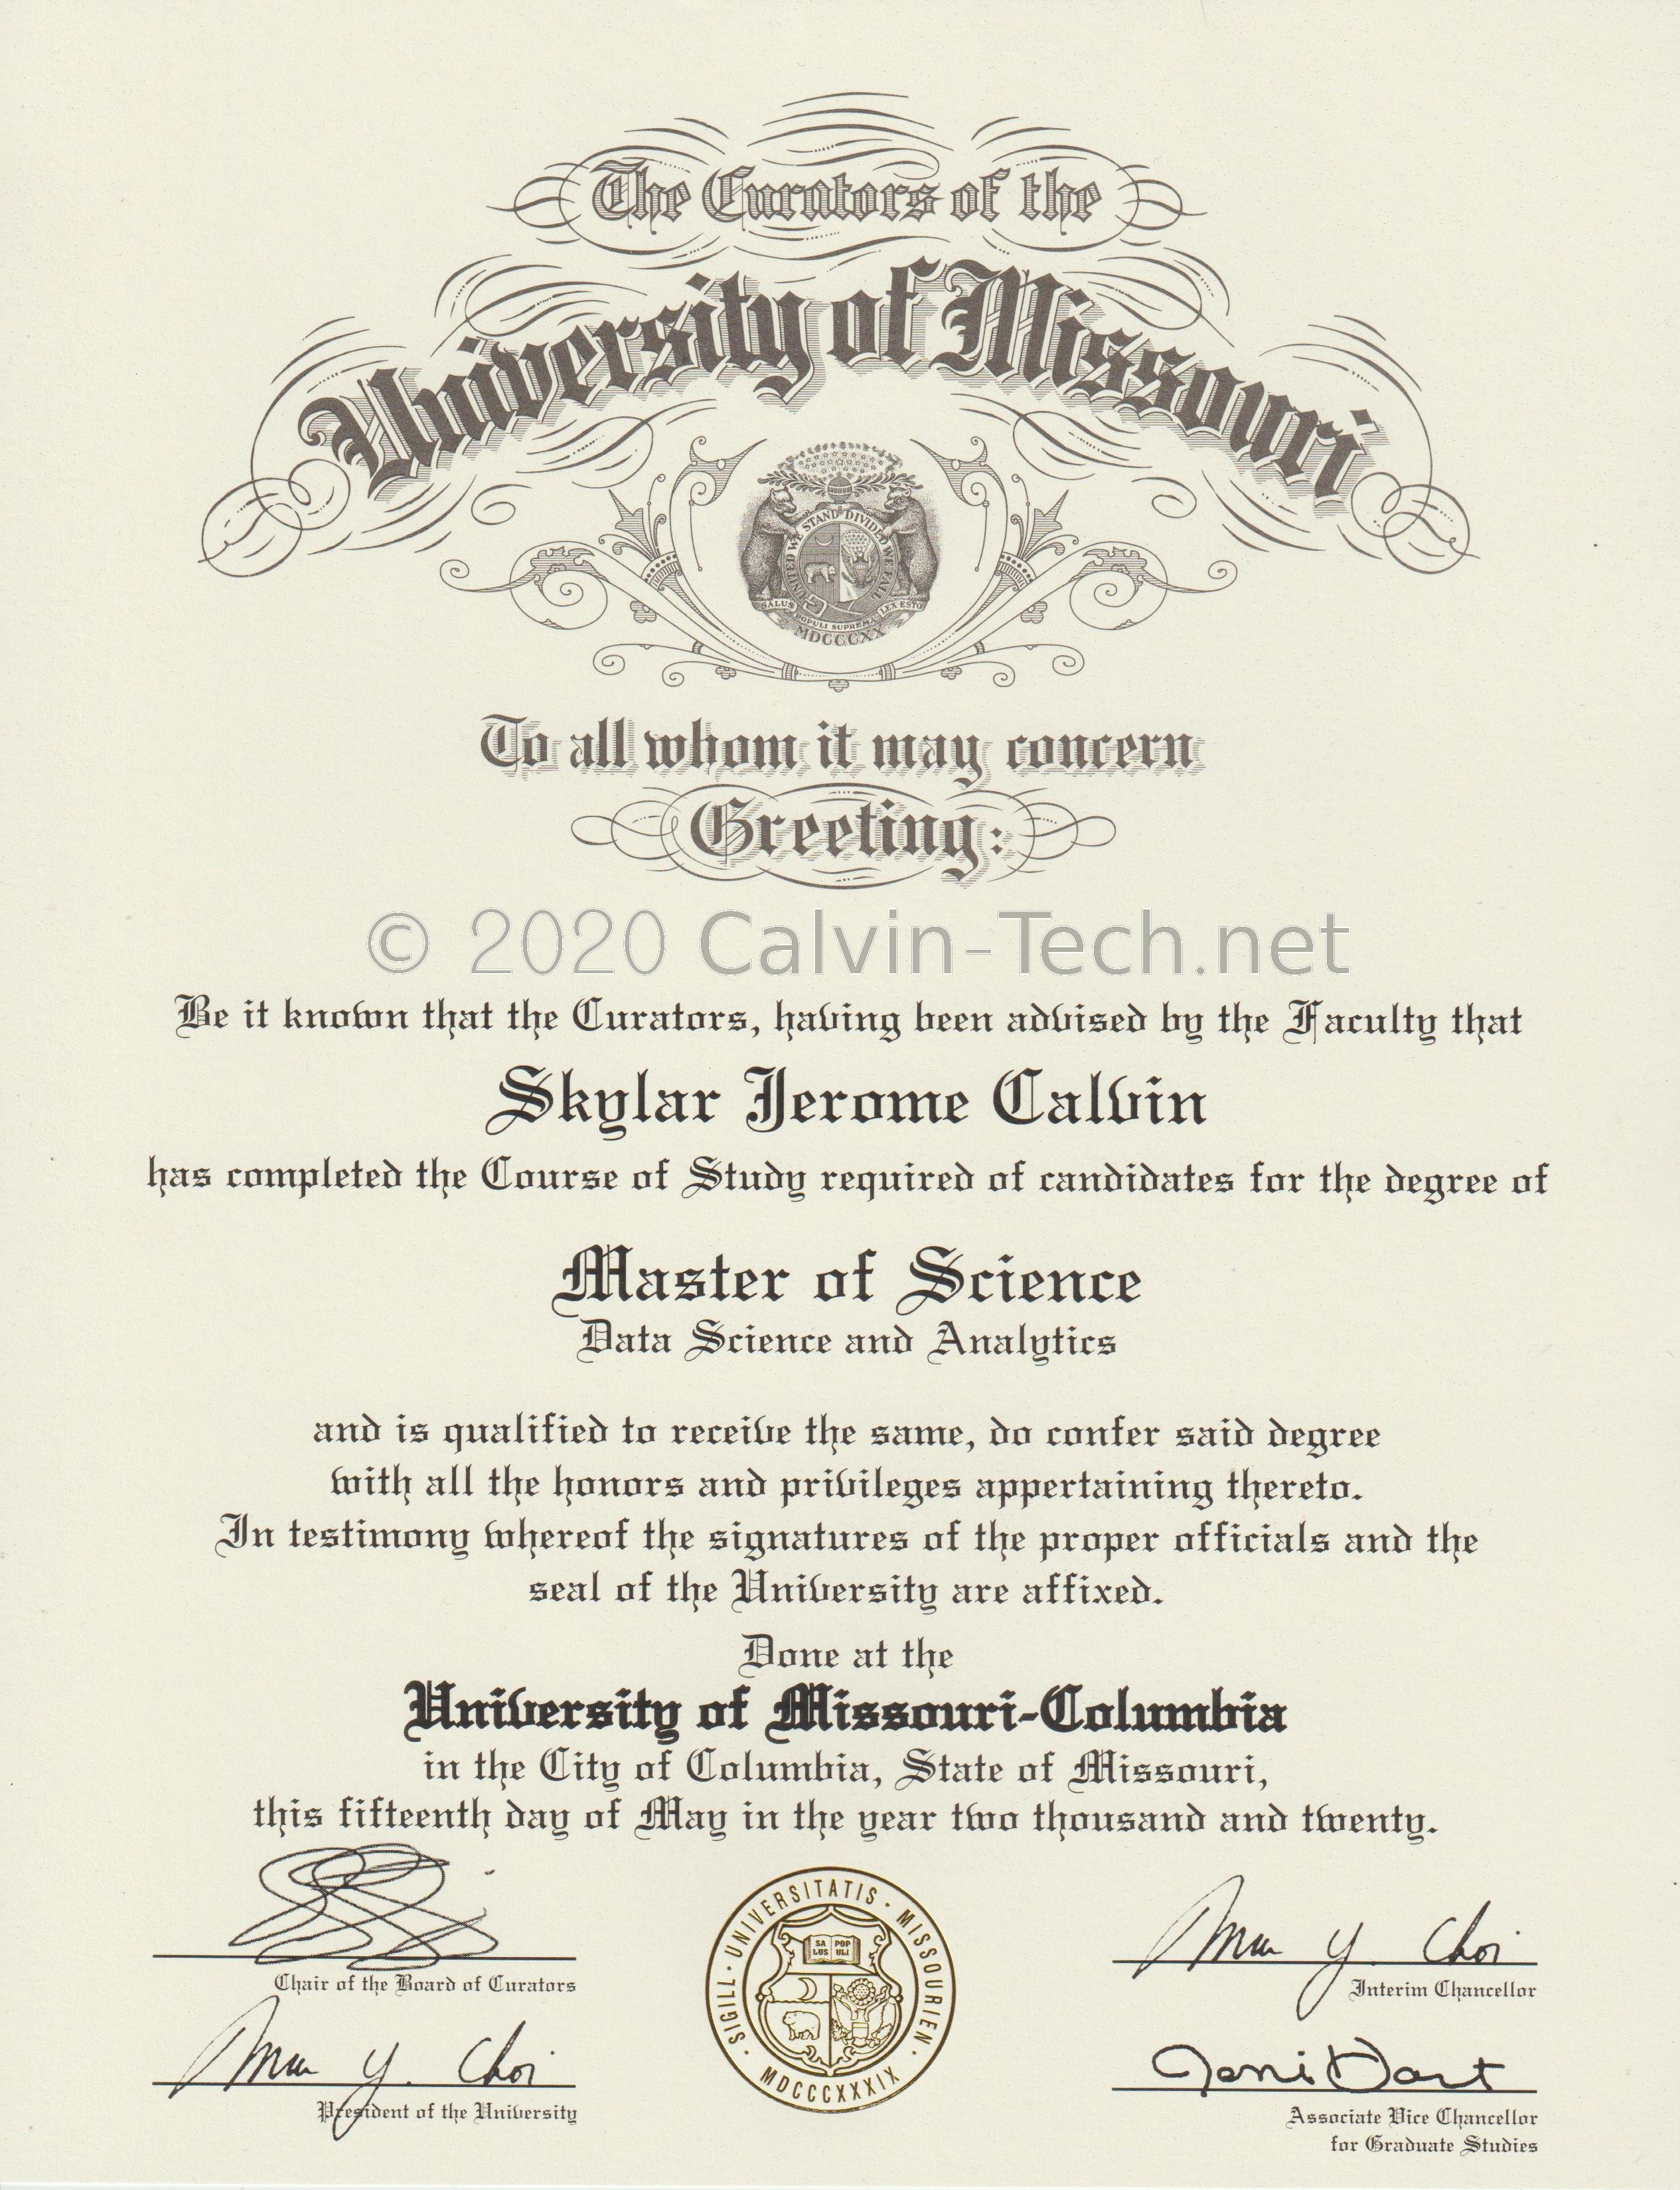 The Curators of the
University of Missouri
UNITED WE STAND DIVIDED WE FALL
SALUS POPULI SUPREMA LEX ESTO
MDCCCXX
To all whom it may concern
Greeting:
© 2020 Calvin-Tech.net
Be it known that the Curators, having been advised by the Faculty that
Skylar Jerome Calvin
has completed the Course of Study required of candidates for the degree of
Master of Science
Data Science and Analytics
and is qualified to receive the same, do confer said degree
with all the honors and privileges appertaining thereto.
In testimony whereof the signatures of the proper officials and the
seal of the University are affixed.
Done at the
University of Missouri-Columbia
in the City of Columbia, State of Missouri,
this fifteenth day of May in the year two thousand and twenty.
Chair of the Board of Curators
Mun Y. Choi
President of the University
SIGILL · UNIVERSITATIS · MISSOURIEN ·
MDCCCXXXIX
SA POP
LUS ULI
Mun Y. Choi
Interim Chancellor
Jeni Hart
Associate Vice Chancellor
for Graduate Studies